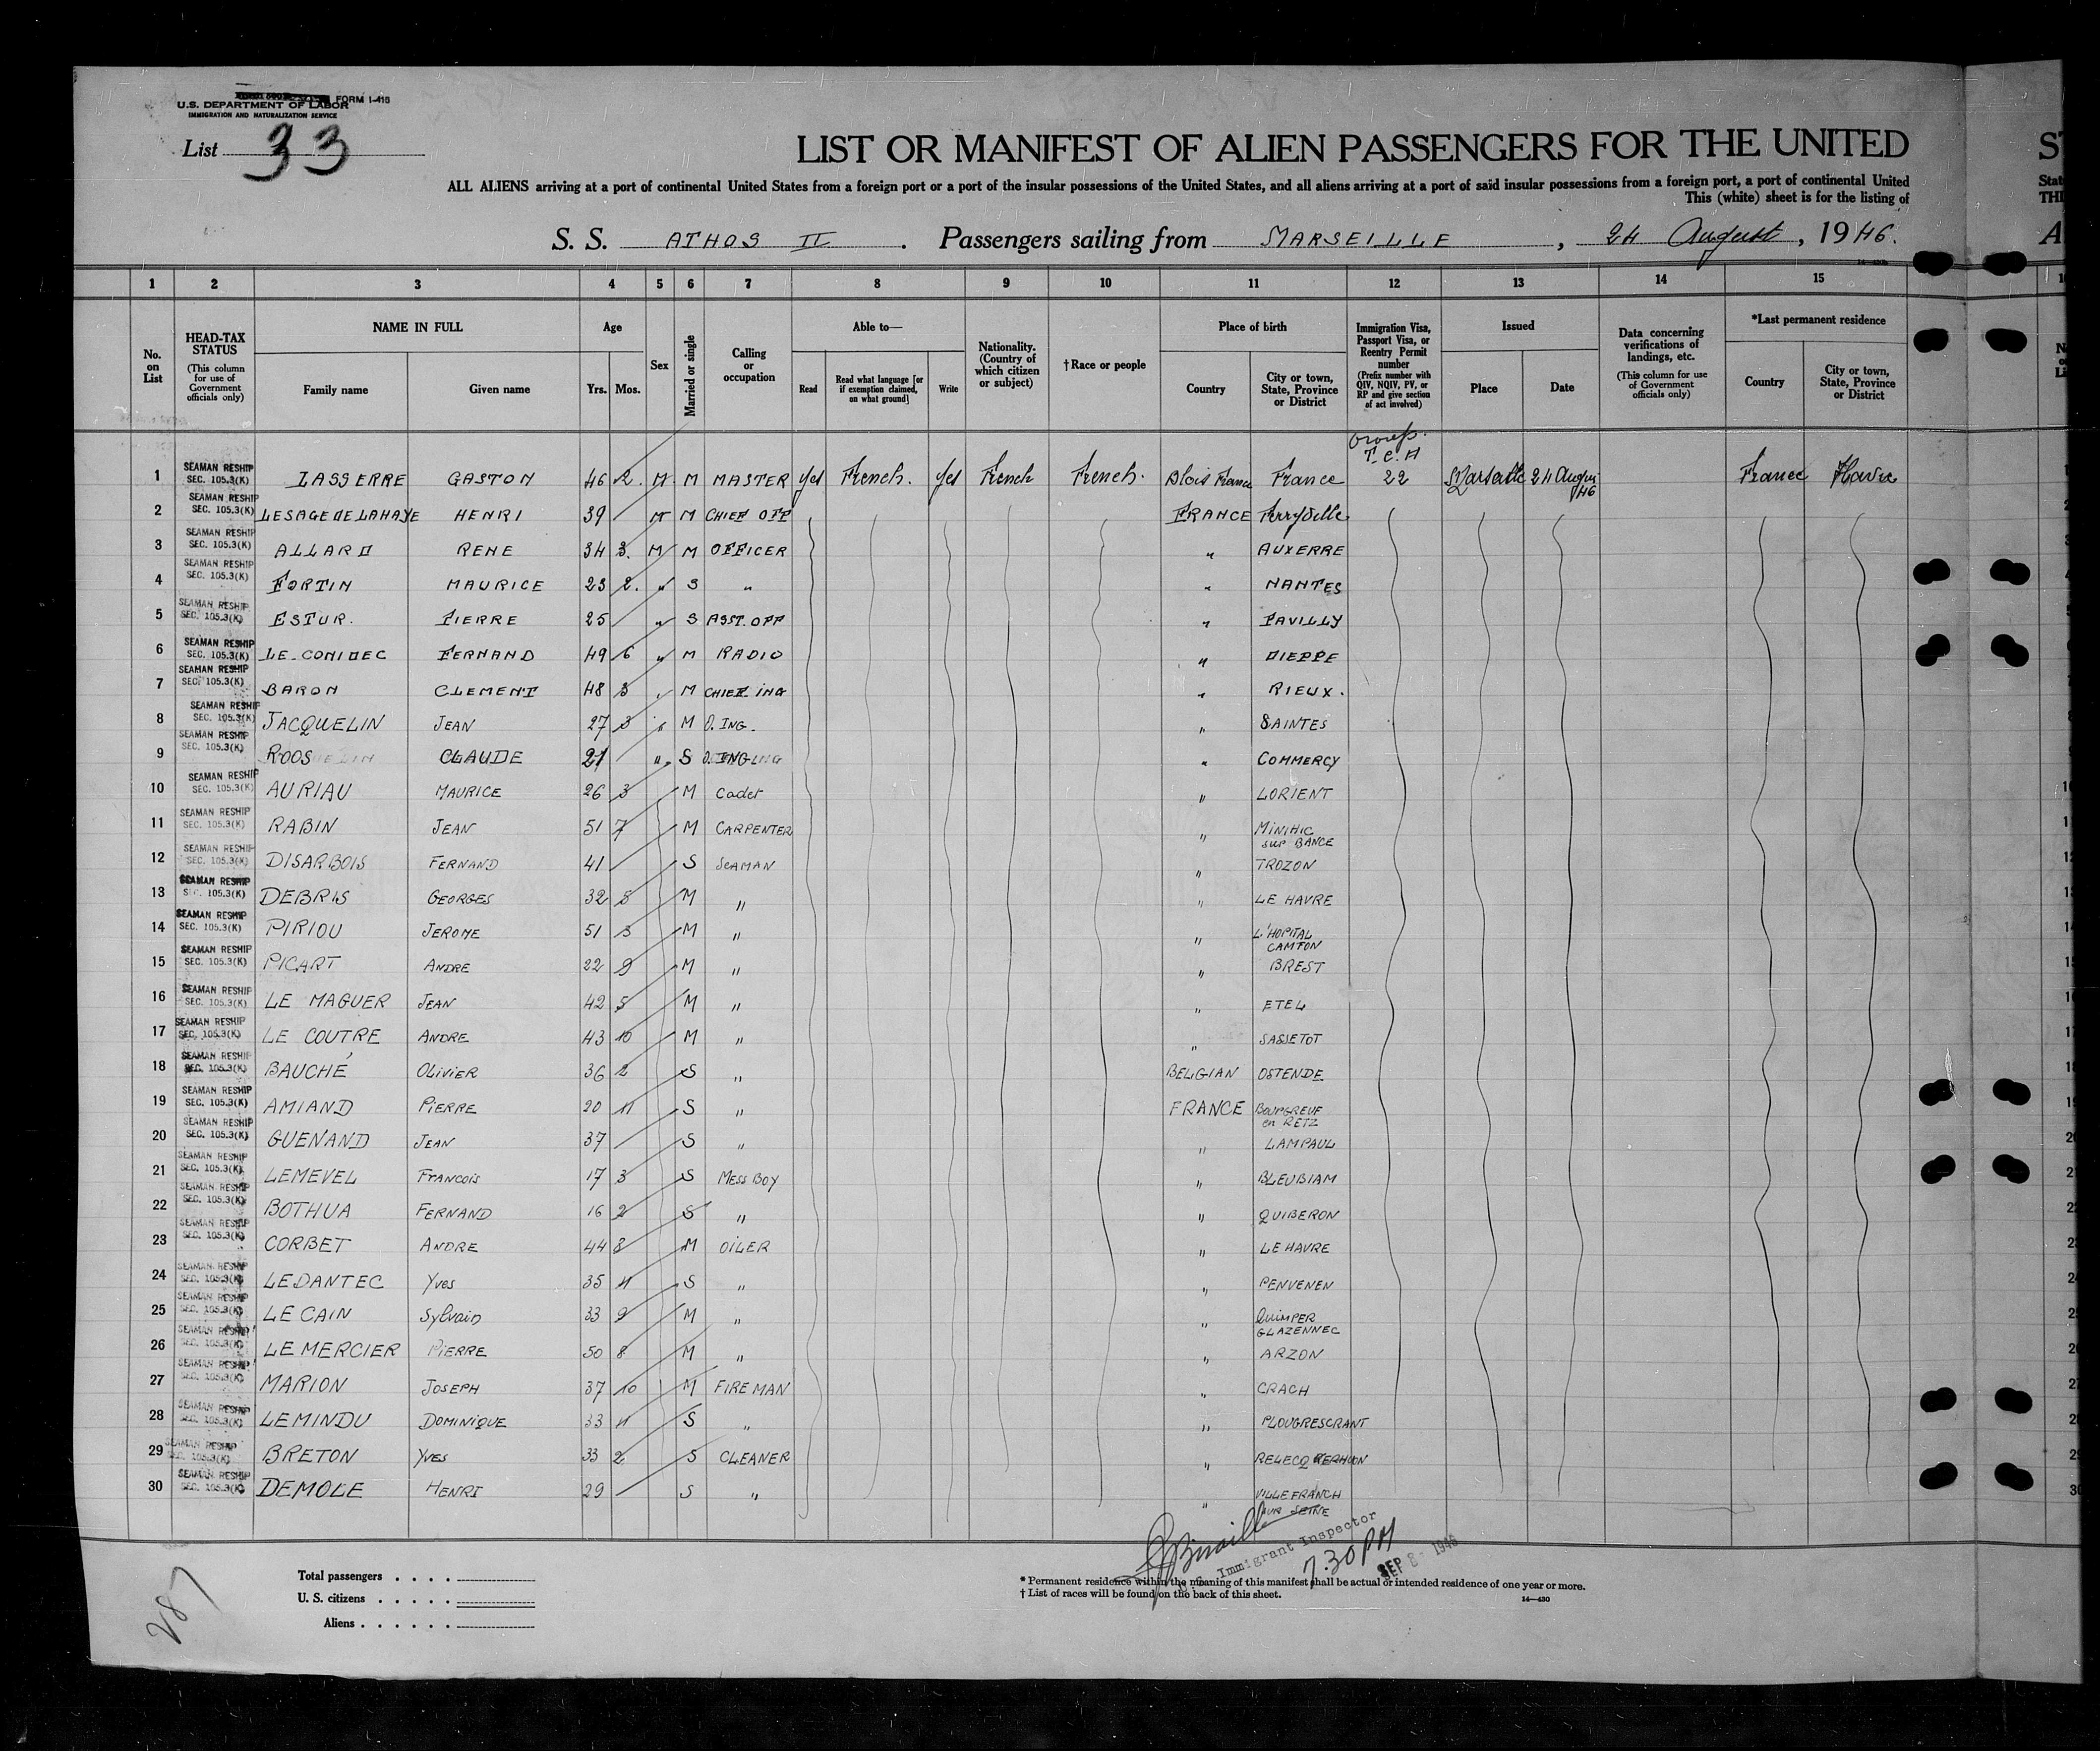 FORM I-415
U.S. DEPARTMENT OF LABOR
IMMIGRATION AND NATURALIZATION SERVICE
List 33
LIST OR MANIFEST OF ALIEN PASSENGERS FOR THE UNITED
ALL ALIENS arriving at a port of continental United States from a foreign port or a port of the insular possessions of the United States, and all aliens arriving at a port of said insular possessions from a foreign port, a port of continental United
This (white) sheet is for the listing of
S. S. ATHOS II . Passengers sailing from MARSEILLE , 24 August , 1946.
1 2 3 4 5 6 7 8 9 10 11 12 13 14 15
No. on List
HEAD-TAX STATUS (This column for use of Government officials only)
NAME IN FULL Family name Given name
Age Yrs. Mos.
Sex
Married or single
Calling or occupation
Able to— Read Read what language [or if exemption claimed, on what ground] Write
Nationality. (Country of which citizen or subject)
†Race or people
Place of birth Country City or town, State, Province or District
Immigration Visa, Passport Visa, or Reentry Permit number (Prefix number with QIV, NQIV, PV, or RP and give section of act involved)
Issued Place Date
Data concerning verifications of landings, etc. (This column for use of Government officials only)
*Last permanent residence Country City or town, State, Province or District
1 SEAMAN RESHIP SEC. 105.3(K) LASSERRE GASTON 46 2. M. M MASTER Yes French. Yes French French. Blois France France T.C.A 22 Marseille 24 August 46 France Havre
2 SEAMAN RESHIP SEC. 105.3(K) LESAGE DE LAHAYE HENRI 39 M M CHIEF OFF FRANCE
3 SEAMAN RESHIP SEC. 105.3(K) ALLARD RENE 34 3. M M OFFICER " AUXERRE
4 SEAMAN RESHIP SEC. 105.3(K) FORTIN MAURICE 23 2. " S " " NANTES
5 SEAMAN RESHIP SEC. 105.3(K) ESTUR. PIERRE 25 " S ASST. OFF " PAVILLY
6 SEAMAN RESHIP SEC. 105.3(K) LE CONIDEC FERNAND 49 6 " M RADIO " DIEPPE
7 SEAMAN RESHIP SEC. 105.3(K) BARON CLEMENT 48 3 " M CHIEF ING " RIEUX.
8 SEAMAN RESHIP SEC. 105.3(K) JACQUELIN JEAN 27 3 " M O. ING. " SAINTES
9 SEAMAN RESHIP SEC. 105.3(K) ROOS CLAUDE 21 " S O. ING " COMMERCY
10 SEAMAN RESHIP SEC. 105.3(K) AURIAU MAURICE 26 3 M Cadet " LORIENT
11 SEAMAN RESHIP SEC. 105.3(K) RABIN JEAN 51 7 M CARPENTER " MINIHIC sur RANCE
12 SEAMAN RESHIP SEC. 105.3(K) DISARBOIS FERNAND 41 S SEAMAN " TROZON
13 SEAMAN RESHIP SEC. 105.3(K) DEBRIS GEORGES 32 8 M " " LE HAVRE
14 SEAMAN RESHIP SEC. 105.3(K) PIRIOU JEROME 51 3 M " " L'HOPITAL CAMFON
15 SEAMAN RESHIP SEC. 105.3(K) PICART ANDRE 22 9 M " " BREST
16 SEAMAN RESHIP SEC. 105.3(K) LE MAGUER JEAN 42 5 M " " ETEL
17 SEAMAN RESHIP SEC. 105.3(K) LE COUTRE ANDRE 43 10 M " " SASSETOT
18 SEAMAN RESHIP SEC. 105.3(K) BAUCHÉ OLIVIER 36 2 S " BELGIAN OSTENDE
19 SEAMAN RESHIP SEC. 105.3(K) AMIAND PIERRE 20 11 S " FRANCE BOURGNEUF en RETZ
20 SEAMAN RESHIP SEC. 105.3(K) GUENAND JEAN 37 S " " LAMPAUL
21 SEAMAN RESHIP SEC. 105.3(K) LEMEVEL FRANCOIS 17 3 S MESS BOY " BLEUBIAM
22 SEAMAN RESHIP SEC. 105.3(K) BOTHUA FERNAND 16 2 S " " QUIBERON
23 SEAMAN RESHIP SEC. 105.3(K) CORBET ANDRE 44 8 M OILER " LE HAVRE
24 SEAMAN RESHIP SEC. 105.3(K) LEDANTEC Yves 35 11 S " " PENVENEN
25 SEAMAN RESHIP SEC. 105.3(K) LE CAIN Sylvain 33 9 M " " QUIMPER GLAZENNEC
26 SEAMAN RESHIP SEC. 105.3(K) LE MERCIER PIERRE 50 8 M " " ARZON
27 SEAMAN RESHIP SEC. 105.3(K) MARION JOSEPH 37 10 M FIREMAN " CRACH
28 SEAMAN RESHIP SEC. 105.3(K) LEMINDU DOMINIQUE 33 11 S " " PLOUGRESCRANT
29 SEAMAN RESHIP SEC. 105.3(K) BRETON YVES 33 2 S CLEANER " RELECQ KERHUON
30 SEAMAN RESHIP SEC. 105.3(K) DEMOLE HENRI 29 S " " VILLEFRANCH SUR SEINE
Immigrant Inspector
7.30 PM
SEP 8 - 1946
Total passengers
U. S. citizens
Aliens
287
* Permanent residence within the meaning of this manifest shall be actual or intended residence of one year or more.
† List of races will be found on the back of this sheet.
14—430